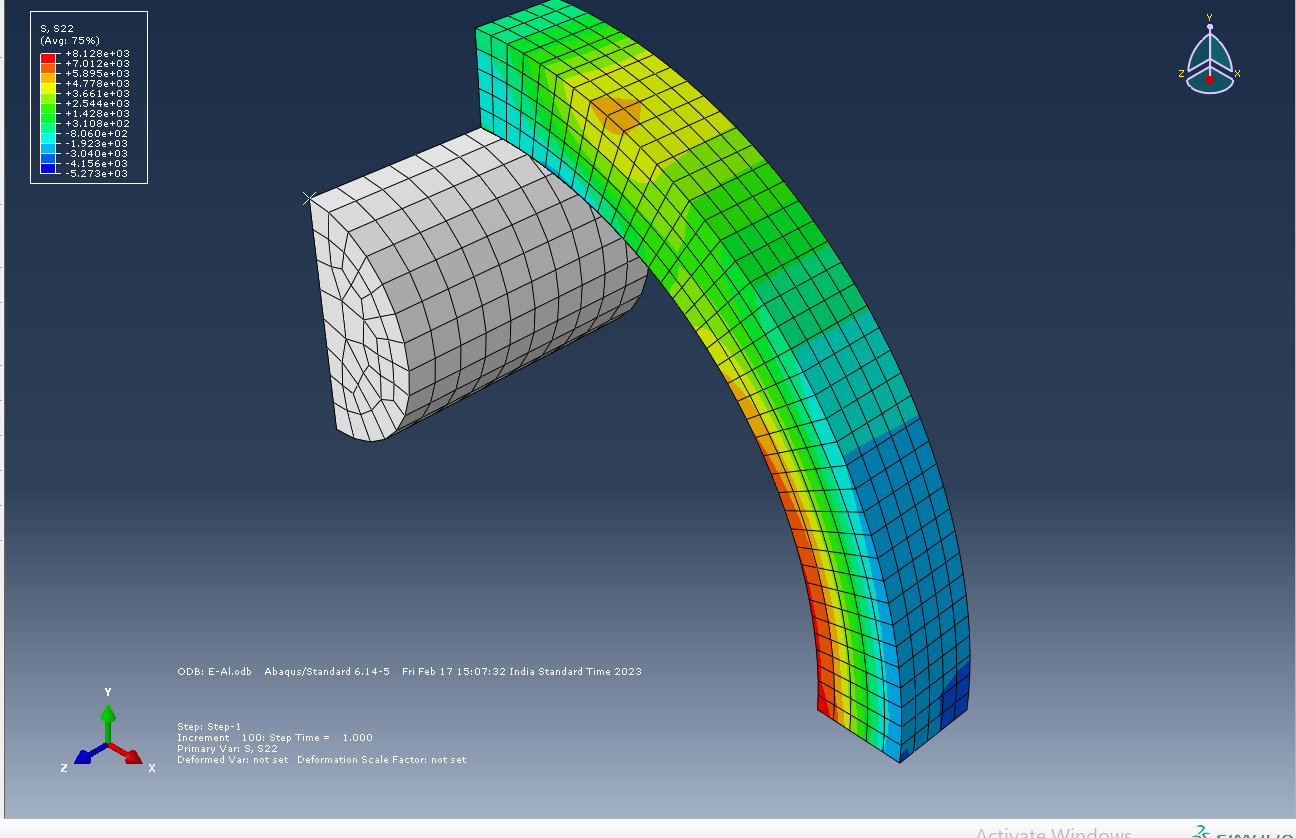 S, S22
(Avg: 75%)
+8.128e+03
+7.012e+03
+5.895e+03
+4.778e+03
+3.661e+03
+2.544e+03
+1.428e+03
+3.108e+02
-8.060e+02
-1.923e+03
-3.040e+03
-4.156e+03
-5.273e+03
Y
Z
X
ODB: E-Al.odb    Abaqus/Standard 6.14-5    Fri Feb 17 15:07:32 India Standard Time 2023
Y
Z
X
Step: Step-1
Increment    100: Step Time =    1.000
Primary Var: S, S22
Deformed Var: not set   Deformation Scale Factor: not set
Activate Windows